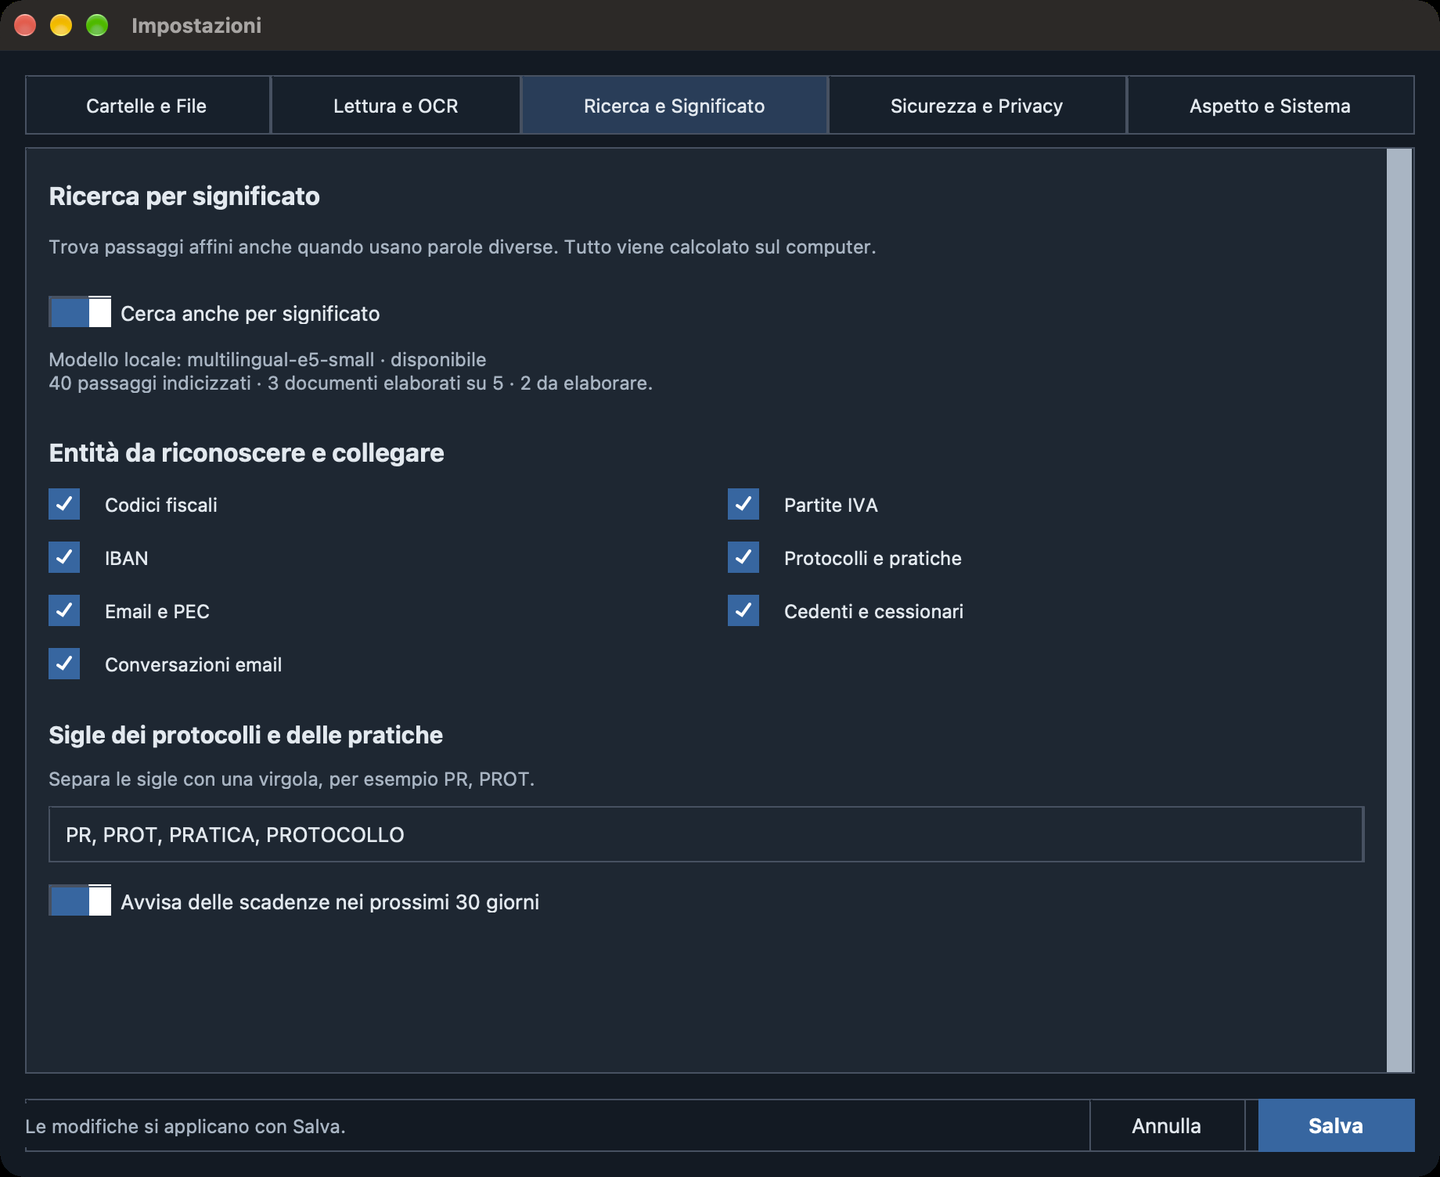 Impostazioni
Cartelle e File
Lettura e OCR
Ricerca e Significato
Sicurezza e Privacy
Aspetto e Sistema
Ricerca per significato
Trova passaggi affini anche quando usano parole diverse. Tutto viene calcolato sul computer.
Cerca anche per significato
Modello locale: multilingual-e5-small · disponibile
40 passaggi indicizzati · 3 documenti elaborati su 5 · 2 da elaborare.
Entità da riconoscere e collegare
Codici fiscali
Partite IVA
IBAN
Protocolli e pratiche
Email e PEC
Cedenti e cessionari
Conversazioni email
Sigle dei protocolli e delle pratiche
Separa le sigle con una virgola, per esempio PR, PROT.
PR, PROT, PRATICA, PROTOCOLLO
Avvisa delle scadenze nei prossimi 30 giorni
Le modifiche si applicano con Salva.
Annulla
Salva